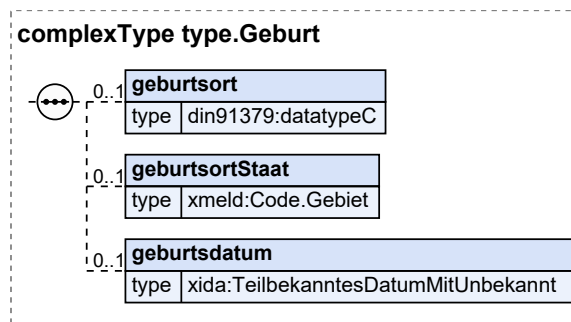 complexType type.Geburt
0..1 geburtsort
type din91379:datatypeC
0..1 geburtsortStaat
type xmeld:Code.Gebiet
0..1 geburtsdatum
type xida:TeilbekanntesDatumMitUnbekannt